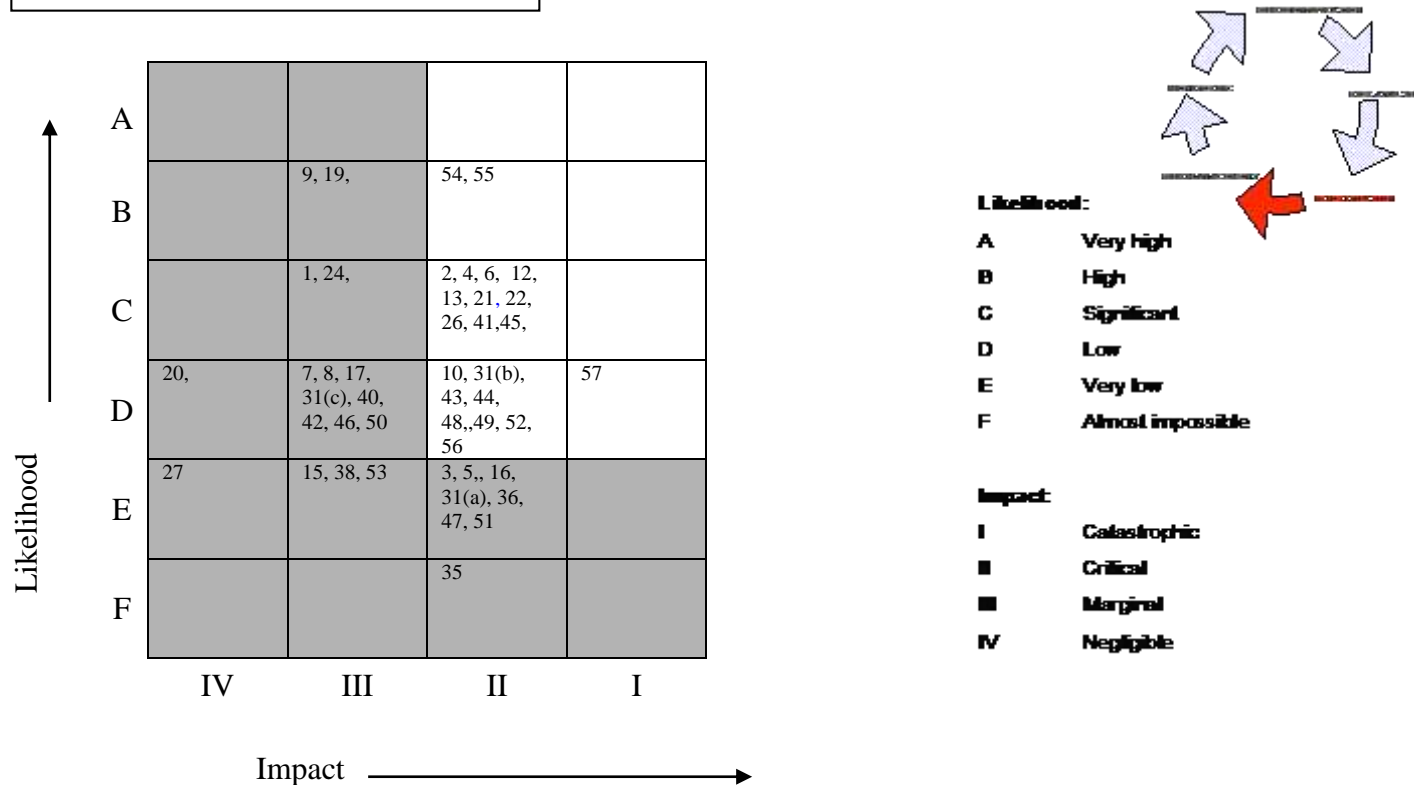 A
B
9, 19,
54, 55
C
1, 24,
2, 4, 6, 12,
13, 21, 22,
26, 41,45,
D
20,
7, 8, 17,
31(c), 40,
42, 46, 50
10, 31(b),
43, 44,
48,,49, 52,
56
57
E
27
15, 38, 53
3, 5,, 16,
31(a), 36,
47, 51
F
35
IV
III
II
I
Likelihood
Impact
Likelihood:
A Very high
B High
C Significant
D Low
E Very low
F Almost impossible
Impact:
I Catastrophic
II Critical
III Marginal
IV Negligible